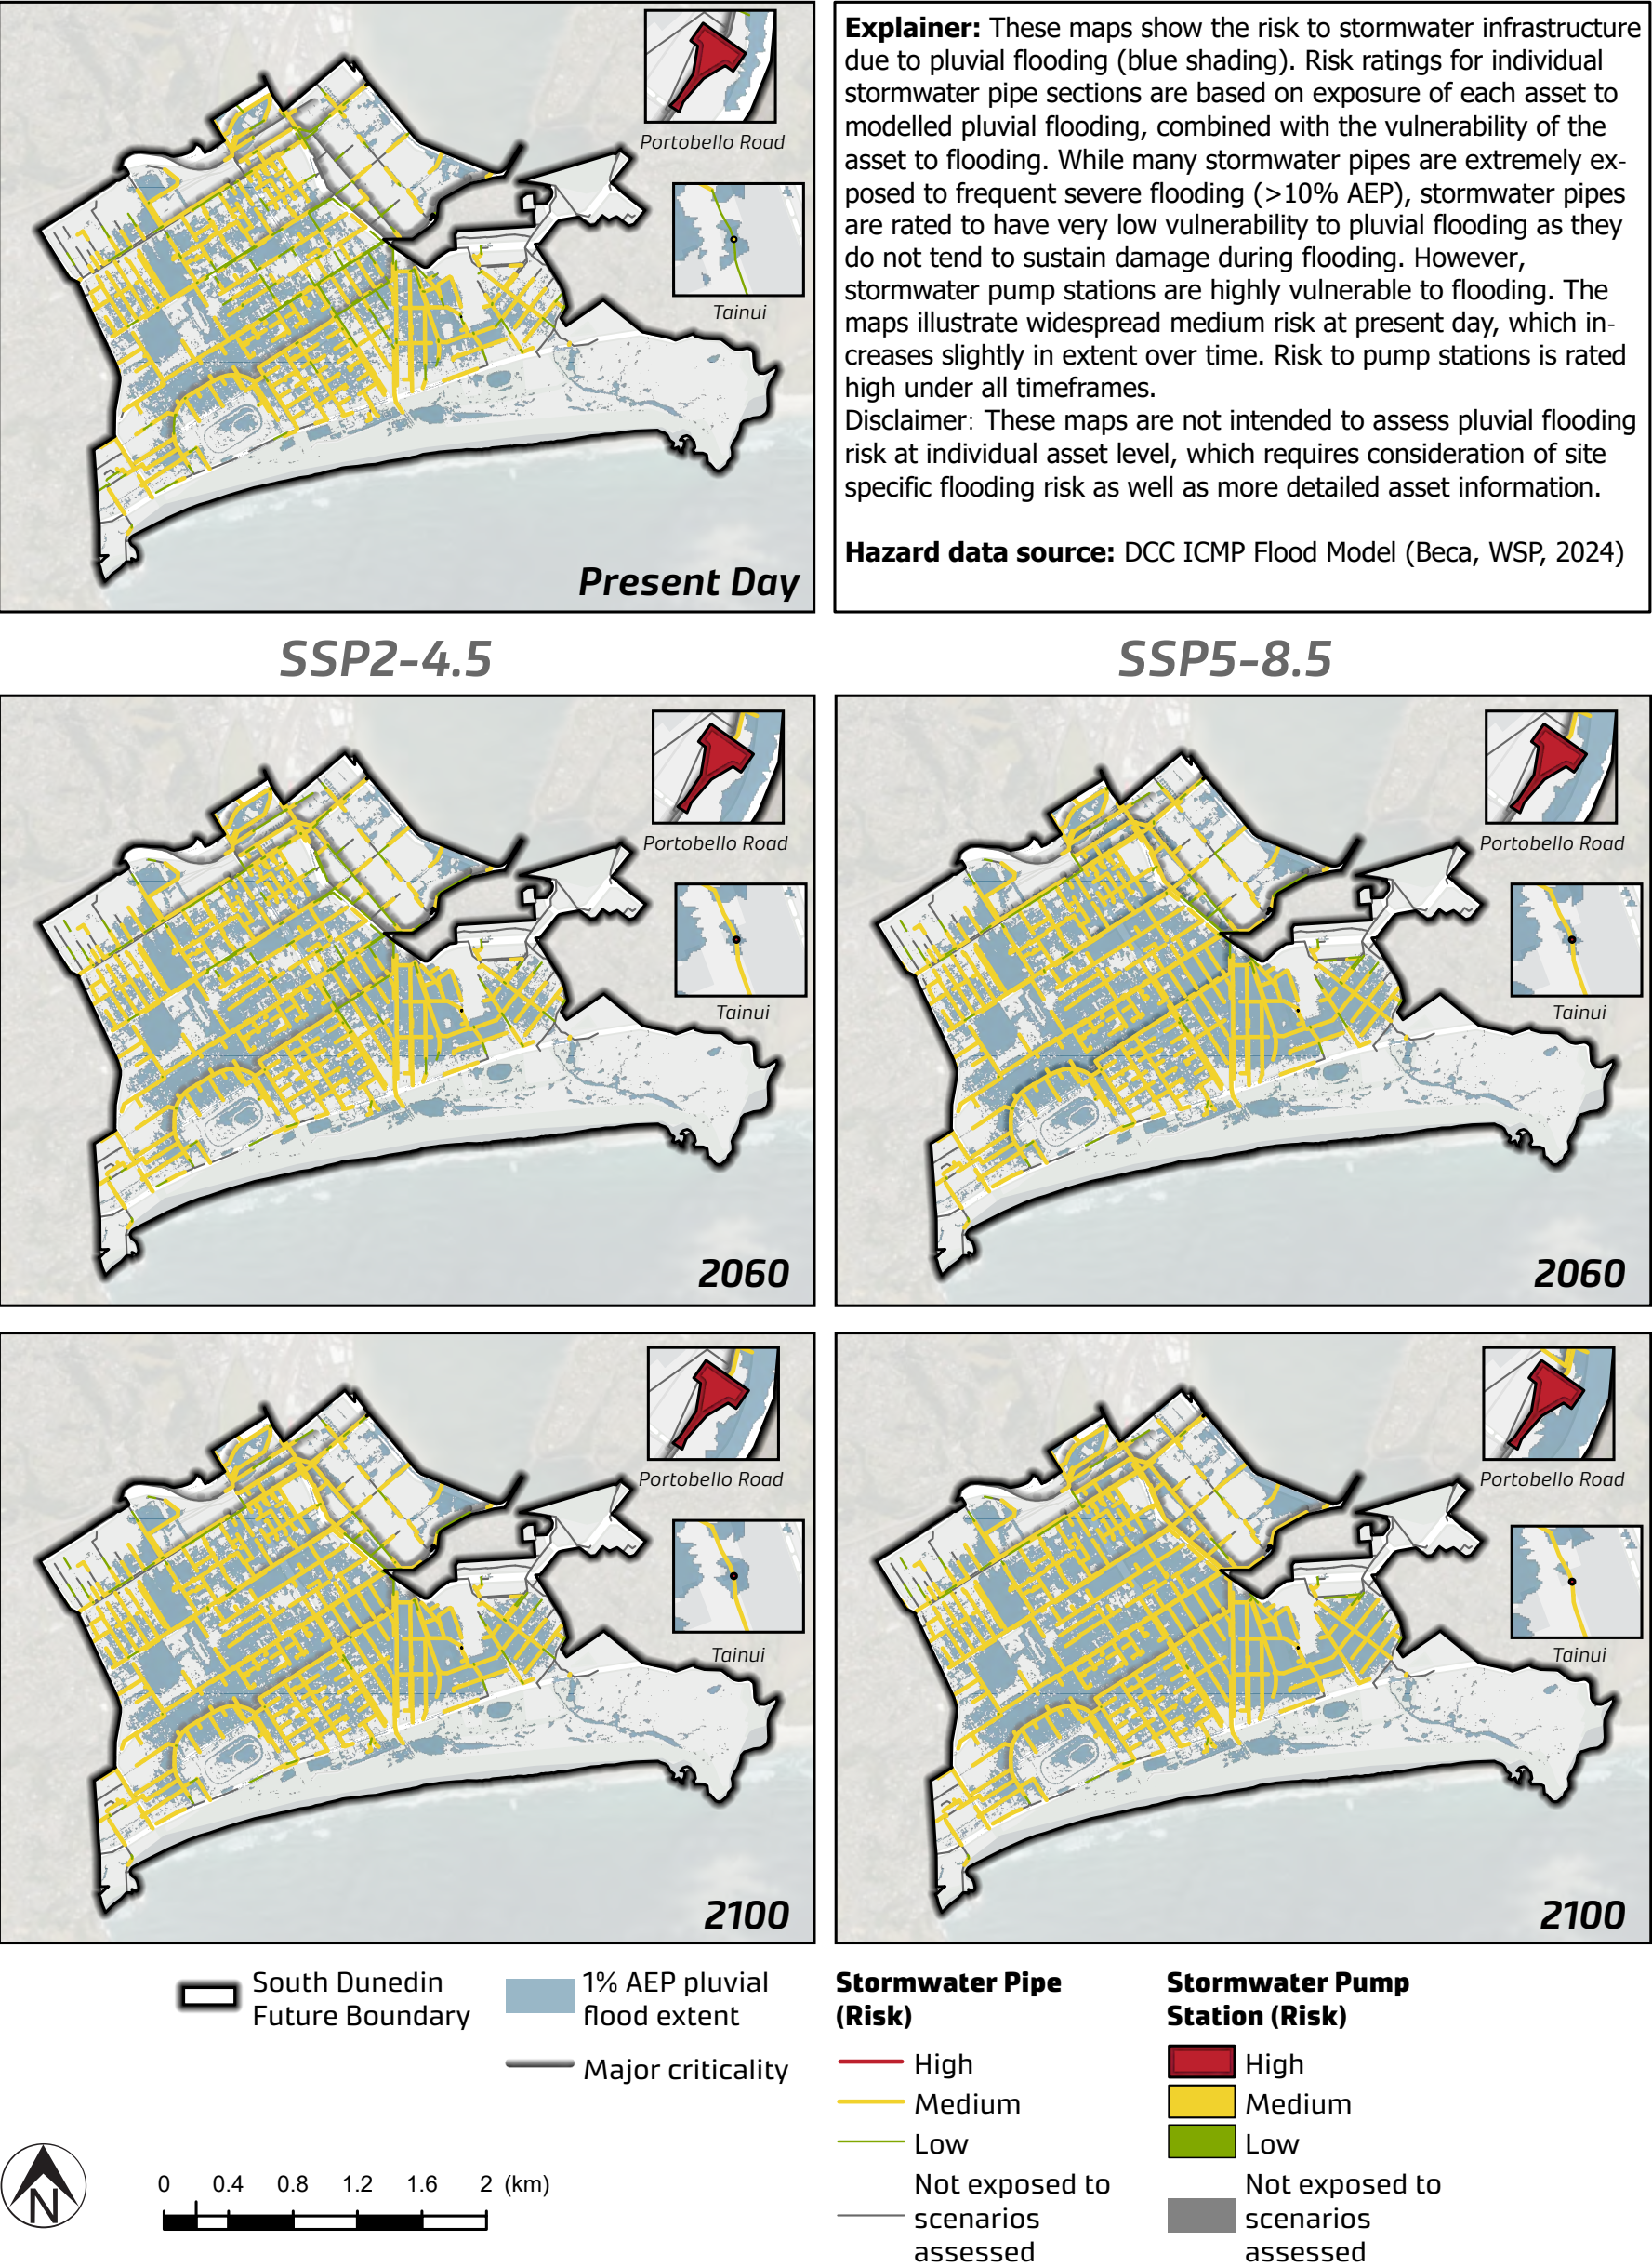 Portobello Road
Tainui
Present Day
Explainer: These maps show the risk to stormwater infrastructure
due to pluvial flooding (blue shading). Risk ratings for individual
stormwater pipe sections are based on exposure of each asset to
modelled pluvial flooding, combined with the vulnerability of the
asset to flooding. While many stormwater pipes are extremely ex-
posed to frequent severe flooding (>10% AEP), stormwater pipes
are rated to have very low vulnerability to pluvial flooding as they
do not tend to sustain damage during flooding. However,
stormwater pump stations are highly vulnerable to flooding. The
maps illustrate widespread medium risk at present day, which in-
creases slightly in extent over time. Risk to pump stations is rated
high under all timeframes.
Disclaimer: These maps are not intended to assess pluvial flooding
risk at individual asset level, which requires consideration of site
specific flooding risk as well as more detailed asset information.
Hazard data source: DCC ICMP Flood Model (Beca, WSP, 2024)
SSP2-4.5
SSP5-8.5
Portobello Road
Tainui
2060
Portobello Road
Tainui
2060
Portobello Road
Tainui
2100
Portobello Road
Tainui
2100
South Dunedin
Future Boundary
1% AEP pluvial
flood extent
Major criticality
Stormwater Pipe
(Risk)
High
Medium
Low
Not exposed to
scenarios
assessed
Stormwater Pump
Station (Risk)
High
Medium
Low
Not exposed to
scenarios
assessed
N
0 0.4 0.8 1.2 1.6 2 (km)